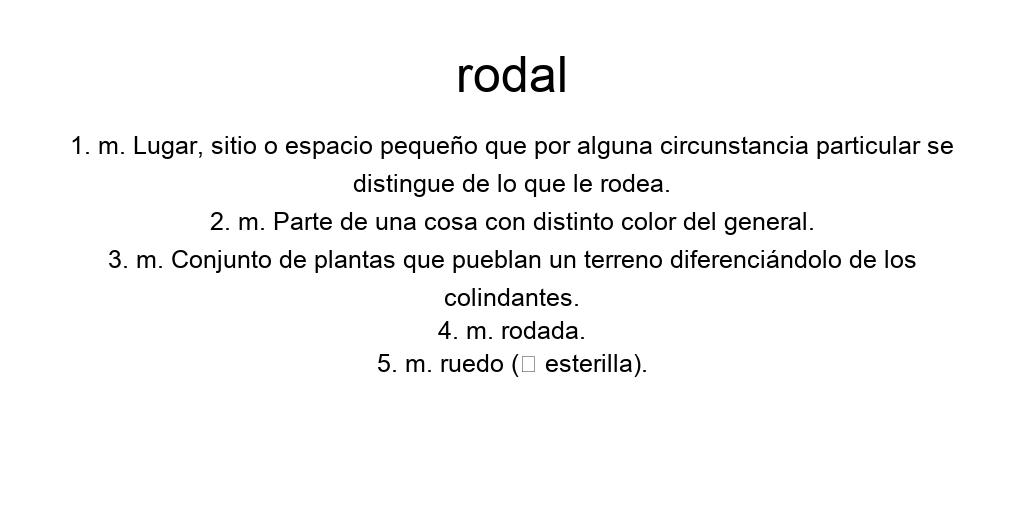 rodal
1. m. Lugar, sitio o espacio pequeño que por alguna circunstancia particular se
distingue de lo que le rodea.
2. m. Parte de una cosa con distinto color del general.
3. m. Conjunto de plantas que pueblan un terreno diferenciándolo de los
colindantes.
4. m. rodada.
5. m. ruedo (□ esterilla).